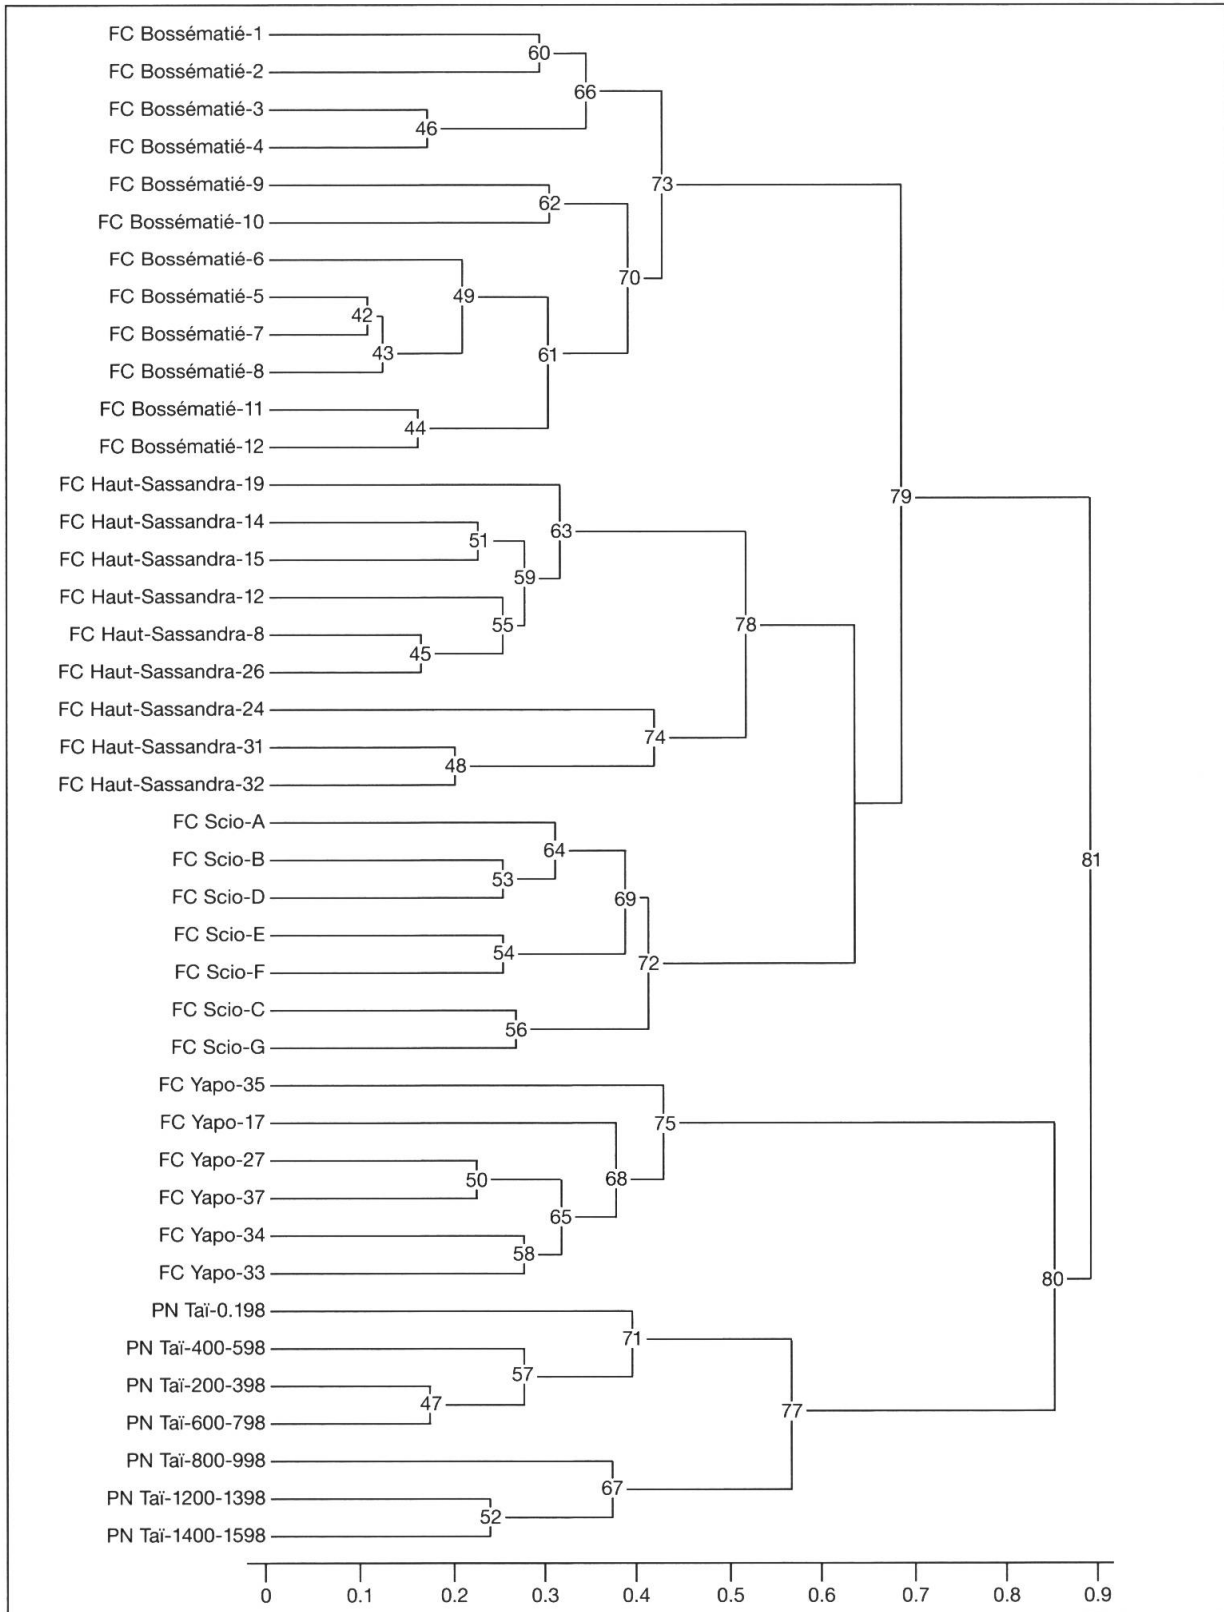 FC Bossématié-1
60
FC Bossématié-2
66
FC Bossématié-3
46
FC Bossématié-4
FC Bossématié-9
73
62
FC Bossématié-10
FC Bossématié-6
70
FC Bossématié-5
49
42
FC Bossématié-7
43
61
FC Bossématié-8
FC Bossématié-11
44
FC Bossématié-12
FC Haut-Sassandra-19
79
FC Haut-Sassandra-14
63
51
FC Haut-Sassandra-15
59
FC Haut-Sassandra-12
55
78
FC Haut-Sassandra-8
45
FC Haut-Sassandra-26
FC Haut-Sassandra-24
74
FC Haut-Sassandra-31
48
FC Haut-Sassandra-32
FC Scio-A
64
FC Scio-B
81
53
FC Scio-D
69
FC Scio-E
54
72
FC Scio-F
FC Scio-C
56
FC Scio-G
FC Yapo-35
FC Yapo-17
75
FC Yapo-27
50
68
FC Yapo-37
65
FC Yapo-34
58
FC Yapo-33
80
PN Taï-0.198
71
PN Taï-400-598
57
PN Taï-200-398
47
77
PN Taï-600-798
PN Taï-800-998
67
PN Taï-1200-1398
52
PN Taï-1400-1598
0 0.1 0.2 0.3 0.4 0.5 0.6 0.7 0.8 0.9